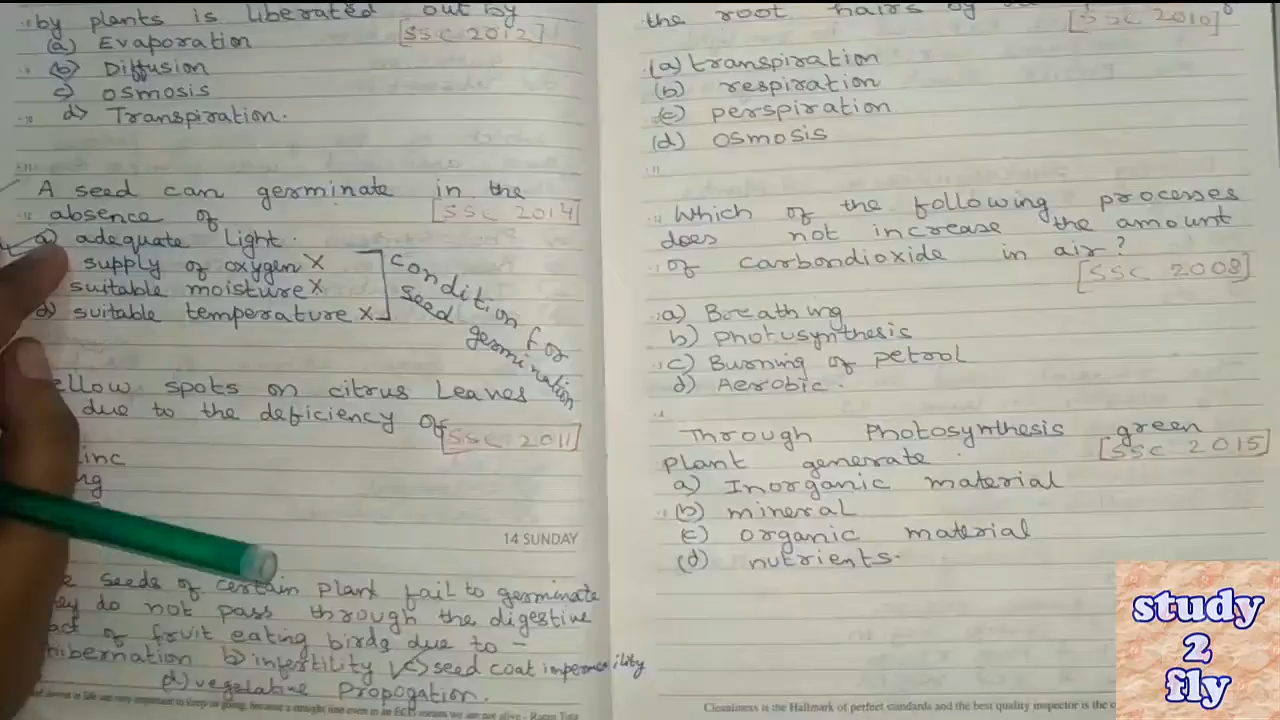 by plants is liberated out by
[SSC 2012]
(a) Evaporation
(b) Diffusion
c) osmosis
d) Transpiration.
A seed can germinate in the
absence of
[SSC 2014]
a) adequate light.
supply of oxygen X
suitable moisture X
d) suitable temperature X
condition for
seed germination
ellow spots on citrus leaves
due to the deficiency of
[SSC 2011]
inc
14 SUNDAY
seeds of certain plant fail to germinate
do not pass through the digestive
of fruit eating birds due to -
hibernation b) infertility c) seed coat
d) vegelative propogation.
the root hairs by
[SSC 2010]
(a) transpiration
(b) respiration
(c) perspiration
(d) osmosis
Which of the following processes
does not increase the amount
of carbondioxide in air?
[SSC 2008]
a) Breathing
b) photosynthesis
c) Burning of petrol
d) Aerobic.
Through Photosynthesis green
plant generate
[SSC 2015]
a) Inorganic material
(b) mineral
(c) organic material
(d) nutrients.
Cleanliness is the Hallmark of perfect standards and the best quality inspector is the
study
2
fly